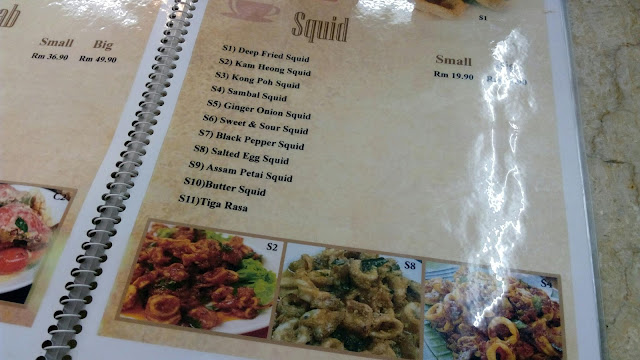 Small Big
Rm 36.90 Rm 49.90
S1
Squid
Small
Rm 19.90
S1) Deep Fried Squid
S2) Kam Heong Squid
S3) Kong Poh Squid
S4) Sambal Squid
S5) Ginger Onion Squid
S6) Sweet & Sour Squid
S7) Black Pepper Squid
S8) Salted Egg Squid
S9) Assam Petai Squid
S10)Butter Squid
S11)Tiga Rasa
S2
S8
S4